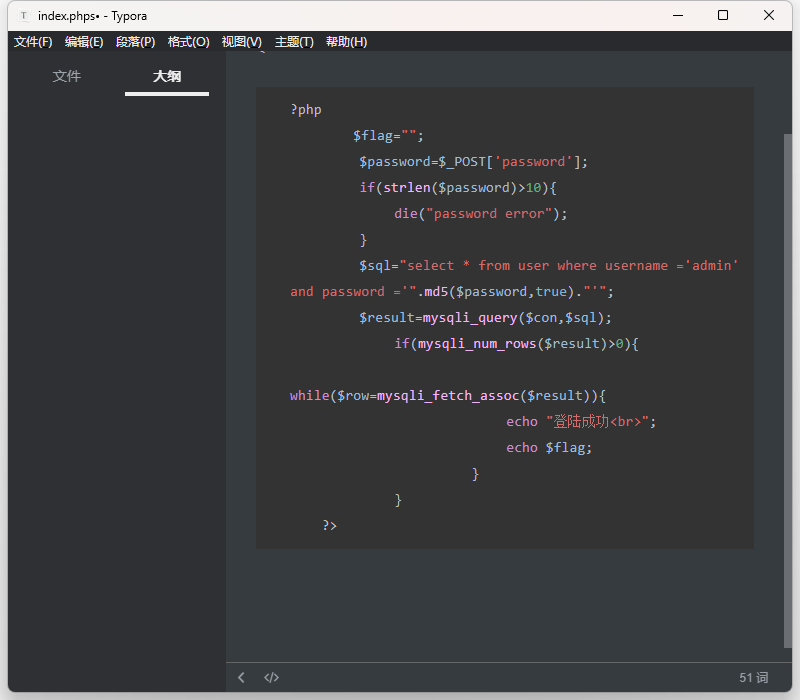 index.phps• - Typora
文件(F) 编辑(E) 段落(P) 格式(O) 视图(V) 主题(T) 帮助(H)
文件 大纲
?php
$flag="";
$password=$_POST['password'];
if(strlen($password)>10){
die("password error");
}
$sql="select * from user where username ='admin'
and password ='".md5($password,true)."'";
$result=mysqli_query($con,$sql);
if(mysqli_num_rows($result)>0){
while($row=mysqli_fetch_assoc($result)){
echo "登陆成功<br>";
echo $flag;
}
}
?>
51 词